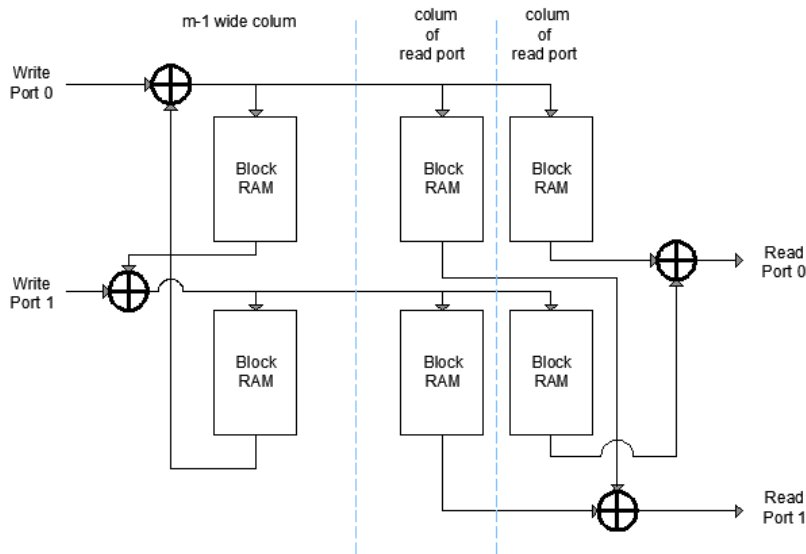 m-1 wide colum
colum
of
read port
colum
of
read port
Write
Port 0
Block
RAM
Block
RAM
Block
RAM
Read
Port 0
Write
Port 1
Block
RAM
Block
RAM
Block
RAM
Read
Port 1